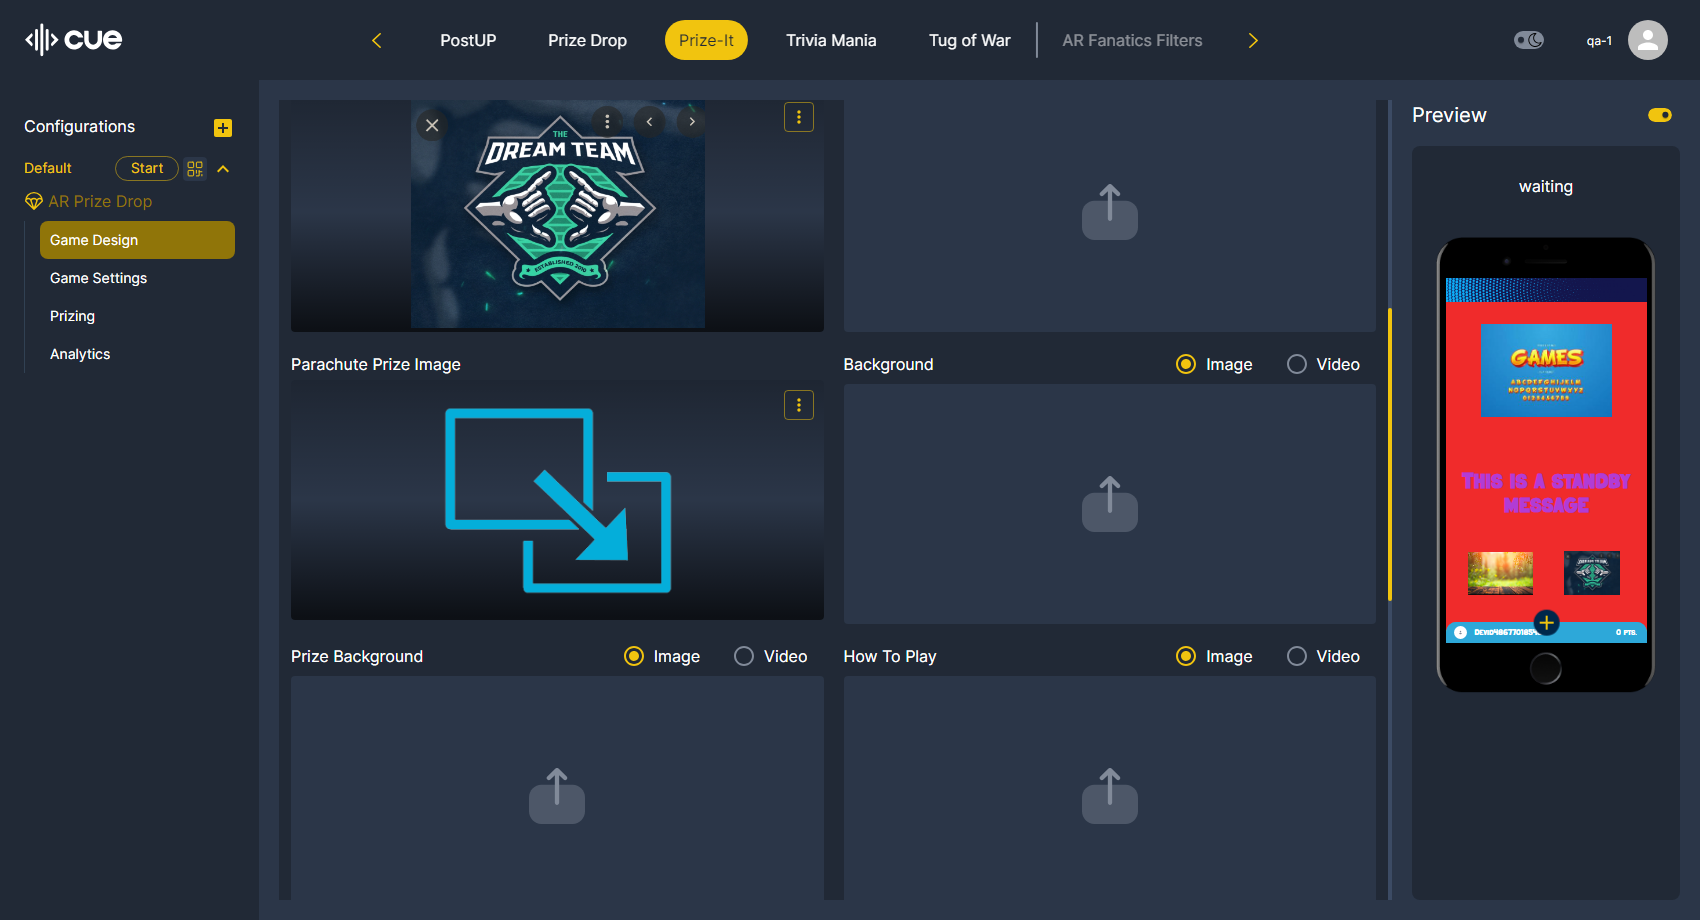 cue
PostUP
Prize Drop
Prize-It
Trivia Mania
Tug of War
AR Fanatics Filters
qa-1
Configurations
Default
Start
AR Prize Drop
Game Design
Game Settings
Prizing
Analytics
THE
DREAM TEAM
ESTABLISHED 2010
Parachute Prize Image
Background
Image
Video
Prize Background
Image
Video
How To Play
Image
Video
Preview
waiting
GAMES
ABCDEFGHIJKLM
NOPQRSTUVWXYZ
0123456789
This is a standby
message
DREAM TEAM
0 pts.